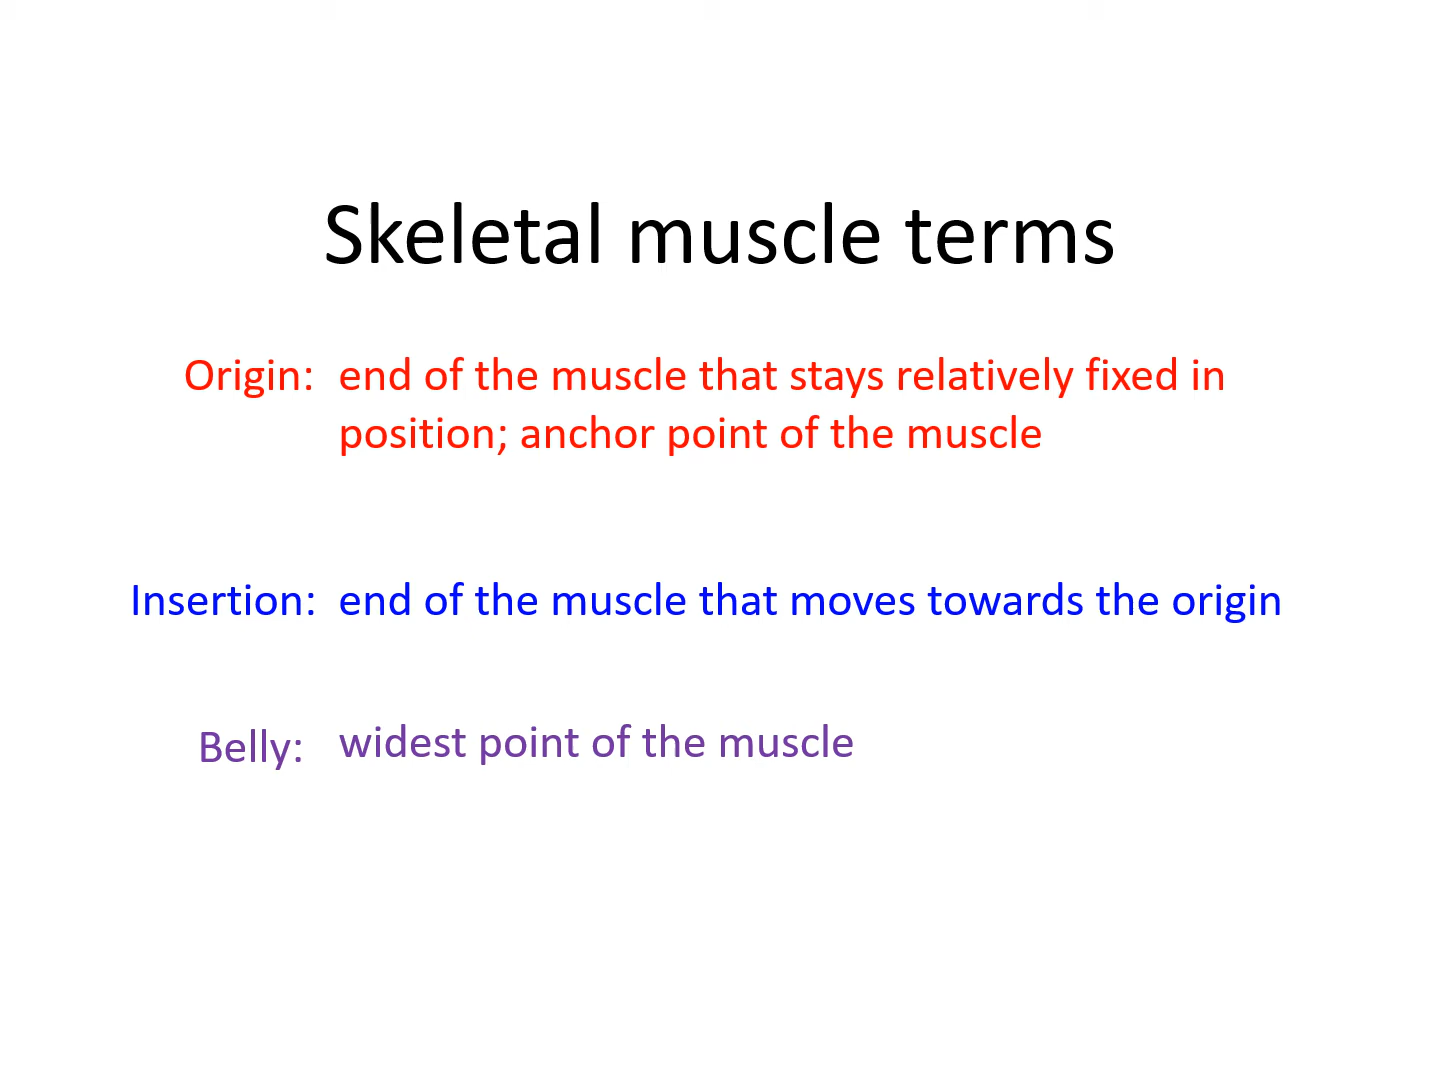 Skeletal muscle terms
Origin: end of the muscle that stays relatively fixed in
position; anchor point of the muscle
Insertion: end of the muscle that moves towards the origin
Belly: widest point of the muscle